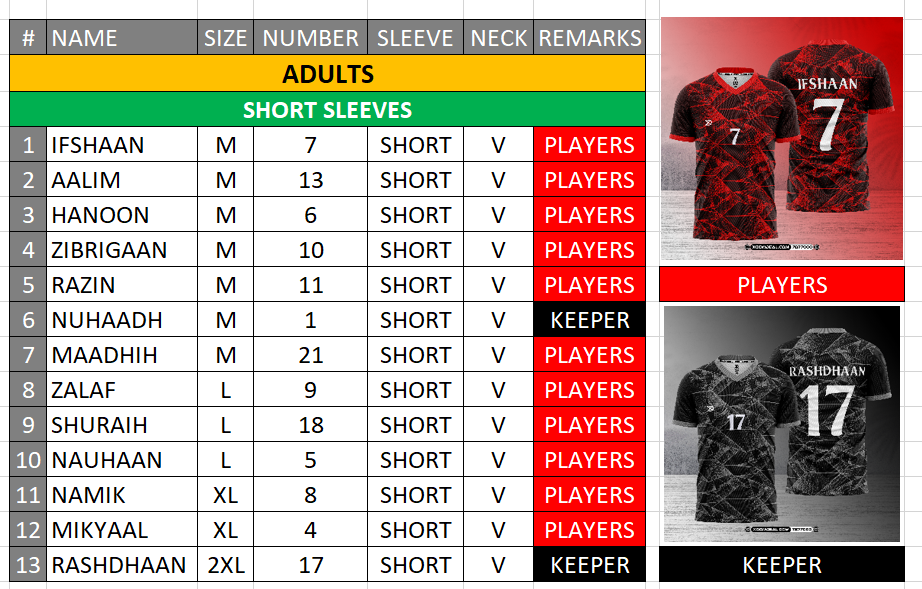 # NAME SIZE NUMBER SLEEVE NECK REMARKS
ADULTS
SHORT SLEEVES
1 IFSHAAN M 7 SHORT V PLAYERS
2 AALIM M 13 SHORT V PLAYERS
3 HANOON M 6 SHORT V PLAYERS
4 ZIBRIGAAN M 10 SHORT V PLAYERS
5 RAZIN M 11 SHORT V PLAYERS
6 NUHAADH M 1 SHORT V KEEPER
7 MAADHIH M 21 SHORT V PLAYERS
8 ZALAF L 9 SHORT V PLAYERS
9 SHURAIH L 18 SHORT V PLAYERS
10 NAUHAAN L 5 SHORT V PLAYERS
11 NAMIK XL 8 SHORT V PLAYERS
12 MIKYAAL XL 4 SHORT V PLAYERS
13 RASHDHAAN 2XL 17 SHORT V KEEPER
IFSHAAN
7
7
PLAYERS
RASHDHAAN
17
17
KEEPER